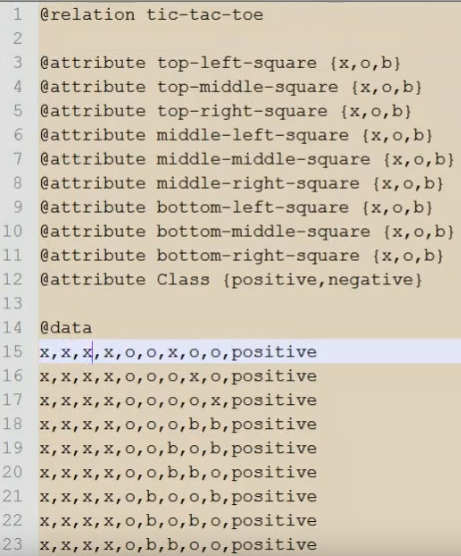 1 @relation tic-tac-toe
2
3 @attribute top-left-square {x,o,b}
4 @attribute top-middle-square {x,o,b}
5 @attribute top-right-square {x,o,b}
6 @attribute middle-left-square {x,o,b}
7 @attribute middle-middle-square {x,o,b}
8 @attribute middle-right-square {x,o,b}
9 @attribute bottom-left-square {x,o,b}
10 @attribute bottom-middle-square {x,o,b}
11 @attribute bottom-right-square {x,o,b}
12 @attribute Class {positive,negative}
13
14 @data
15 x,x,x,x,o,o,x,o,o,positive
16 x,x,x,x,o,o,o,x,o,positive
17 x,x,x,x,o,o,o,o,x,positive
18 x,x,x,x,o,o,o,b,b,positive
19 x,x,x,x,o,o,b,o,b,positive
20 x,x,x,x,o,o,b,b,o,positive
21 x,x,x,x,o,b,o,o,b,positive
22 x,x,x,x,o,b,o,b,o,positive
23 x,x,x,x,o,b,b,o,o,positive